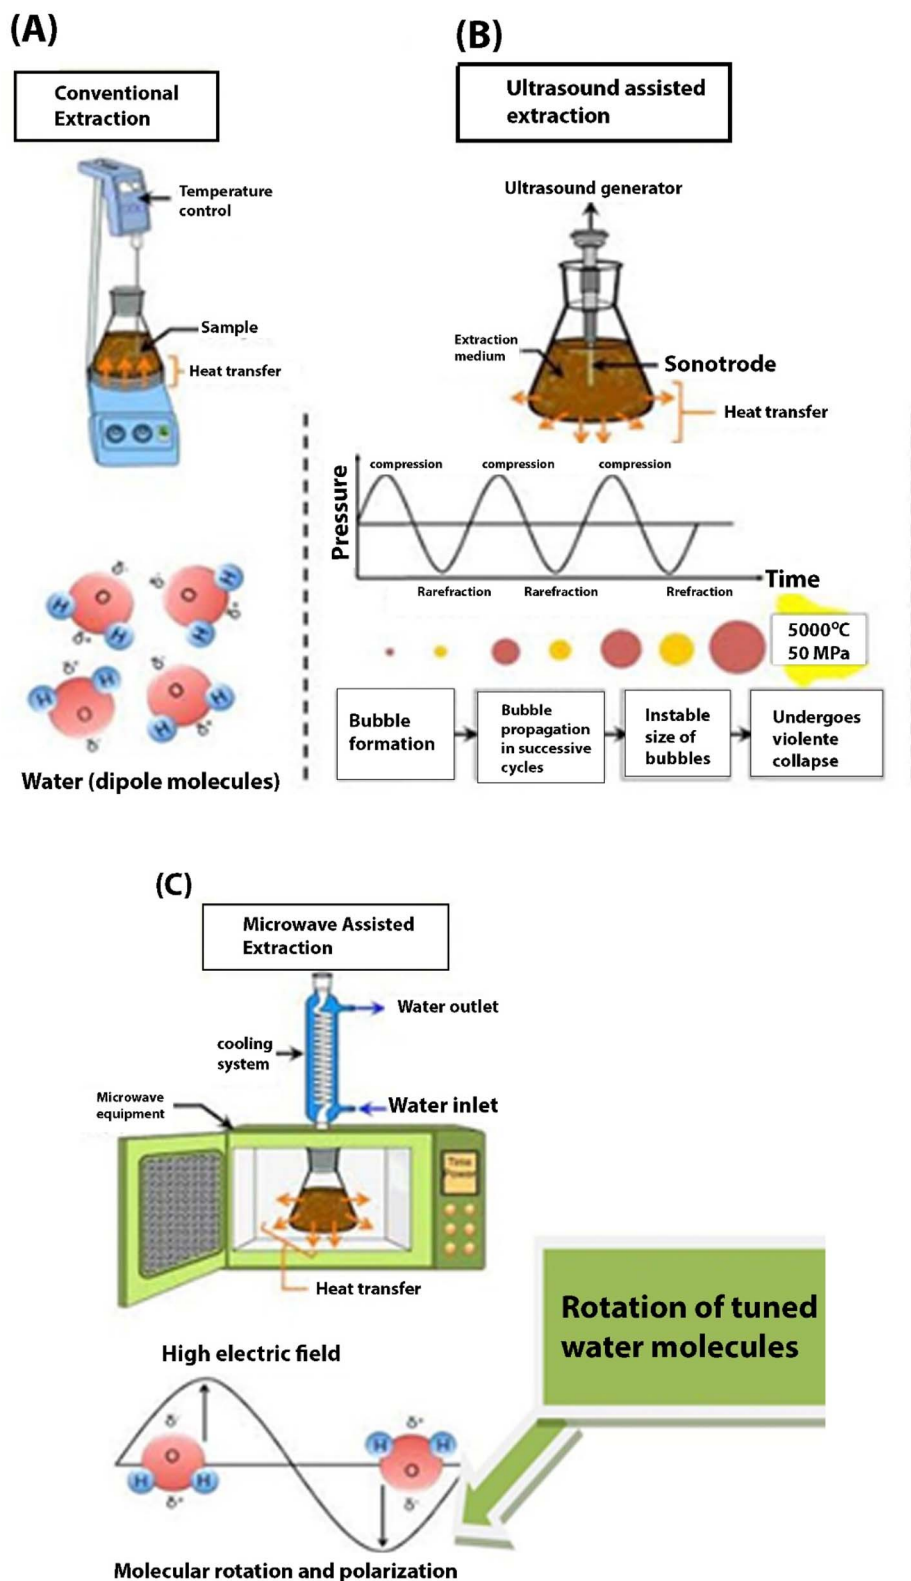 (A)
Conventional
Extraction
Temperature
control
Sample
Heat transfer
δ-
O
H
H
δ+
δ-
H
O
δ+
H
δ+
H
H
O
δ-
δ-
O
H
H
δ+
Water (dipole molecules)
(B)
Ultrasound assisted
extraction
Ultrasound generator
Extraction
medium
Sonotrode
Heat transfer
Pressure
compression
compression
compression
Rarefraction
Rarefraction
Rrefraction
Time
5000°C
50 MPa
Bubble
formation
Bubble
propagation
in successive
cycles
Instable
size of
bubbles
Undergoes
violente
collapse
(C)
Microwave Assisted
Extraction
Water outlet
cooling
system
Water inlet
Microwave
equipment
Time
Power
Heat transfer
Rotation of tuned
water molecules
High electric field
δ-
O
H
H
δ+
δ+
H
H
O
δ-
Molecular rotation and polarization